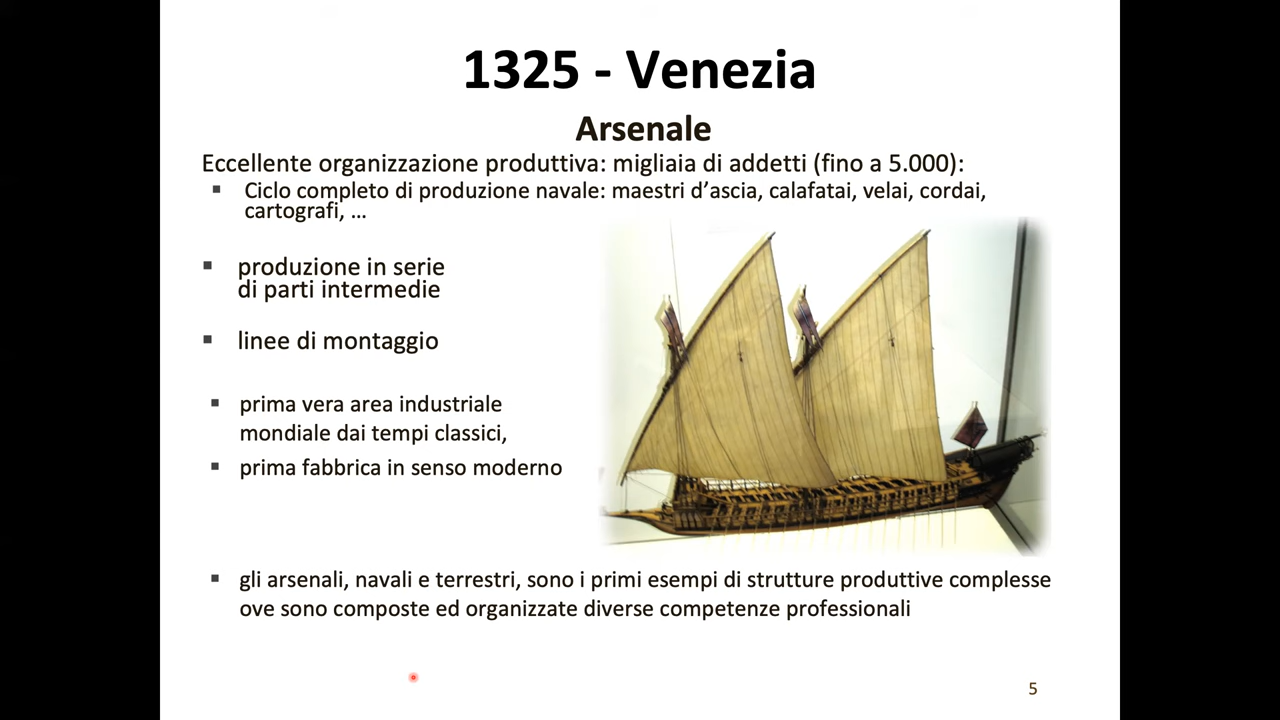 1325 - Venezia
Arsenale
Eccellente organizzazione produttiva: migliaia di addetti (fino a 5.000):
▪ Ciclo completo di produzione navale: maestri d’ascia, calafatai, velai, cordai,
cartografi, …
▪ produzione in serie
di parti intermedie
▪ linee di montaggio
▪ prima vera area industriale
mondiale dai tempi classici,
▪ prima fabbrica in senso moderno
▪ gli arsenali, navali e terrestri, sono i primi esempi di strutture produttive complesse
ove sono composte ed organizzate diverse competenze professionali
5